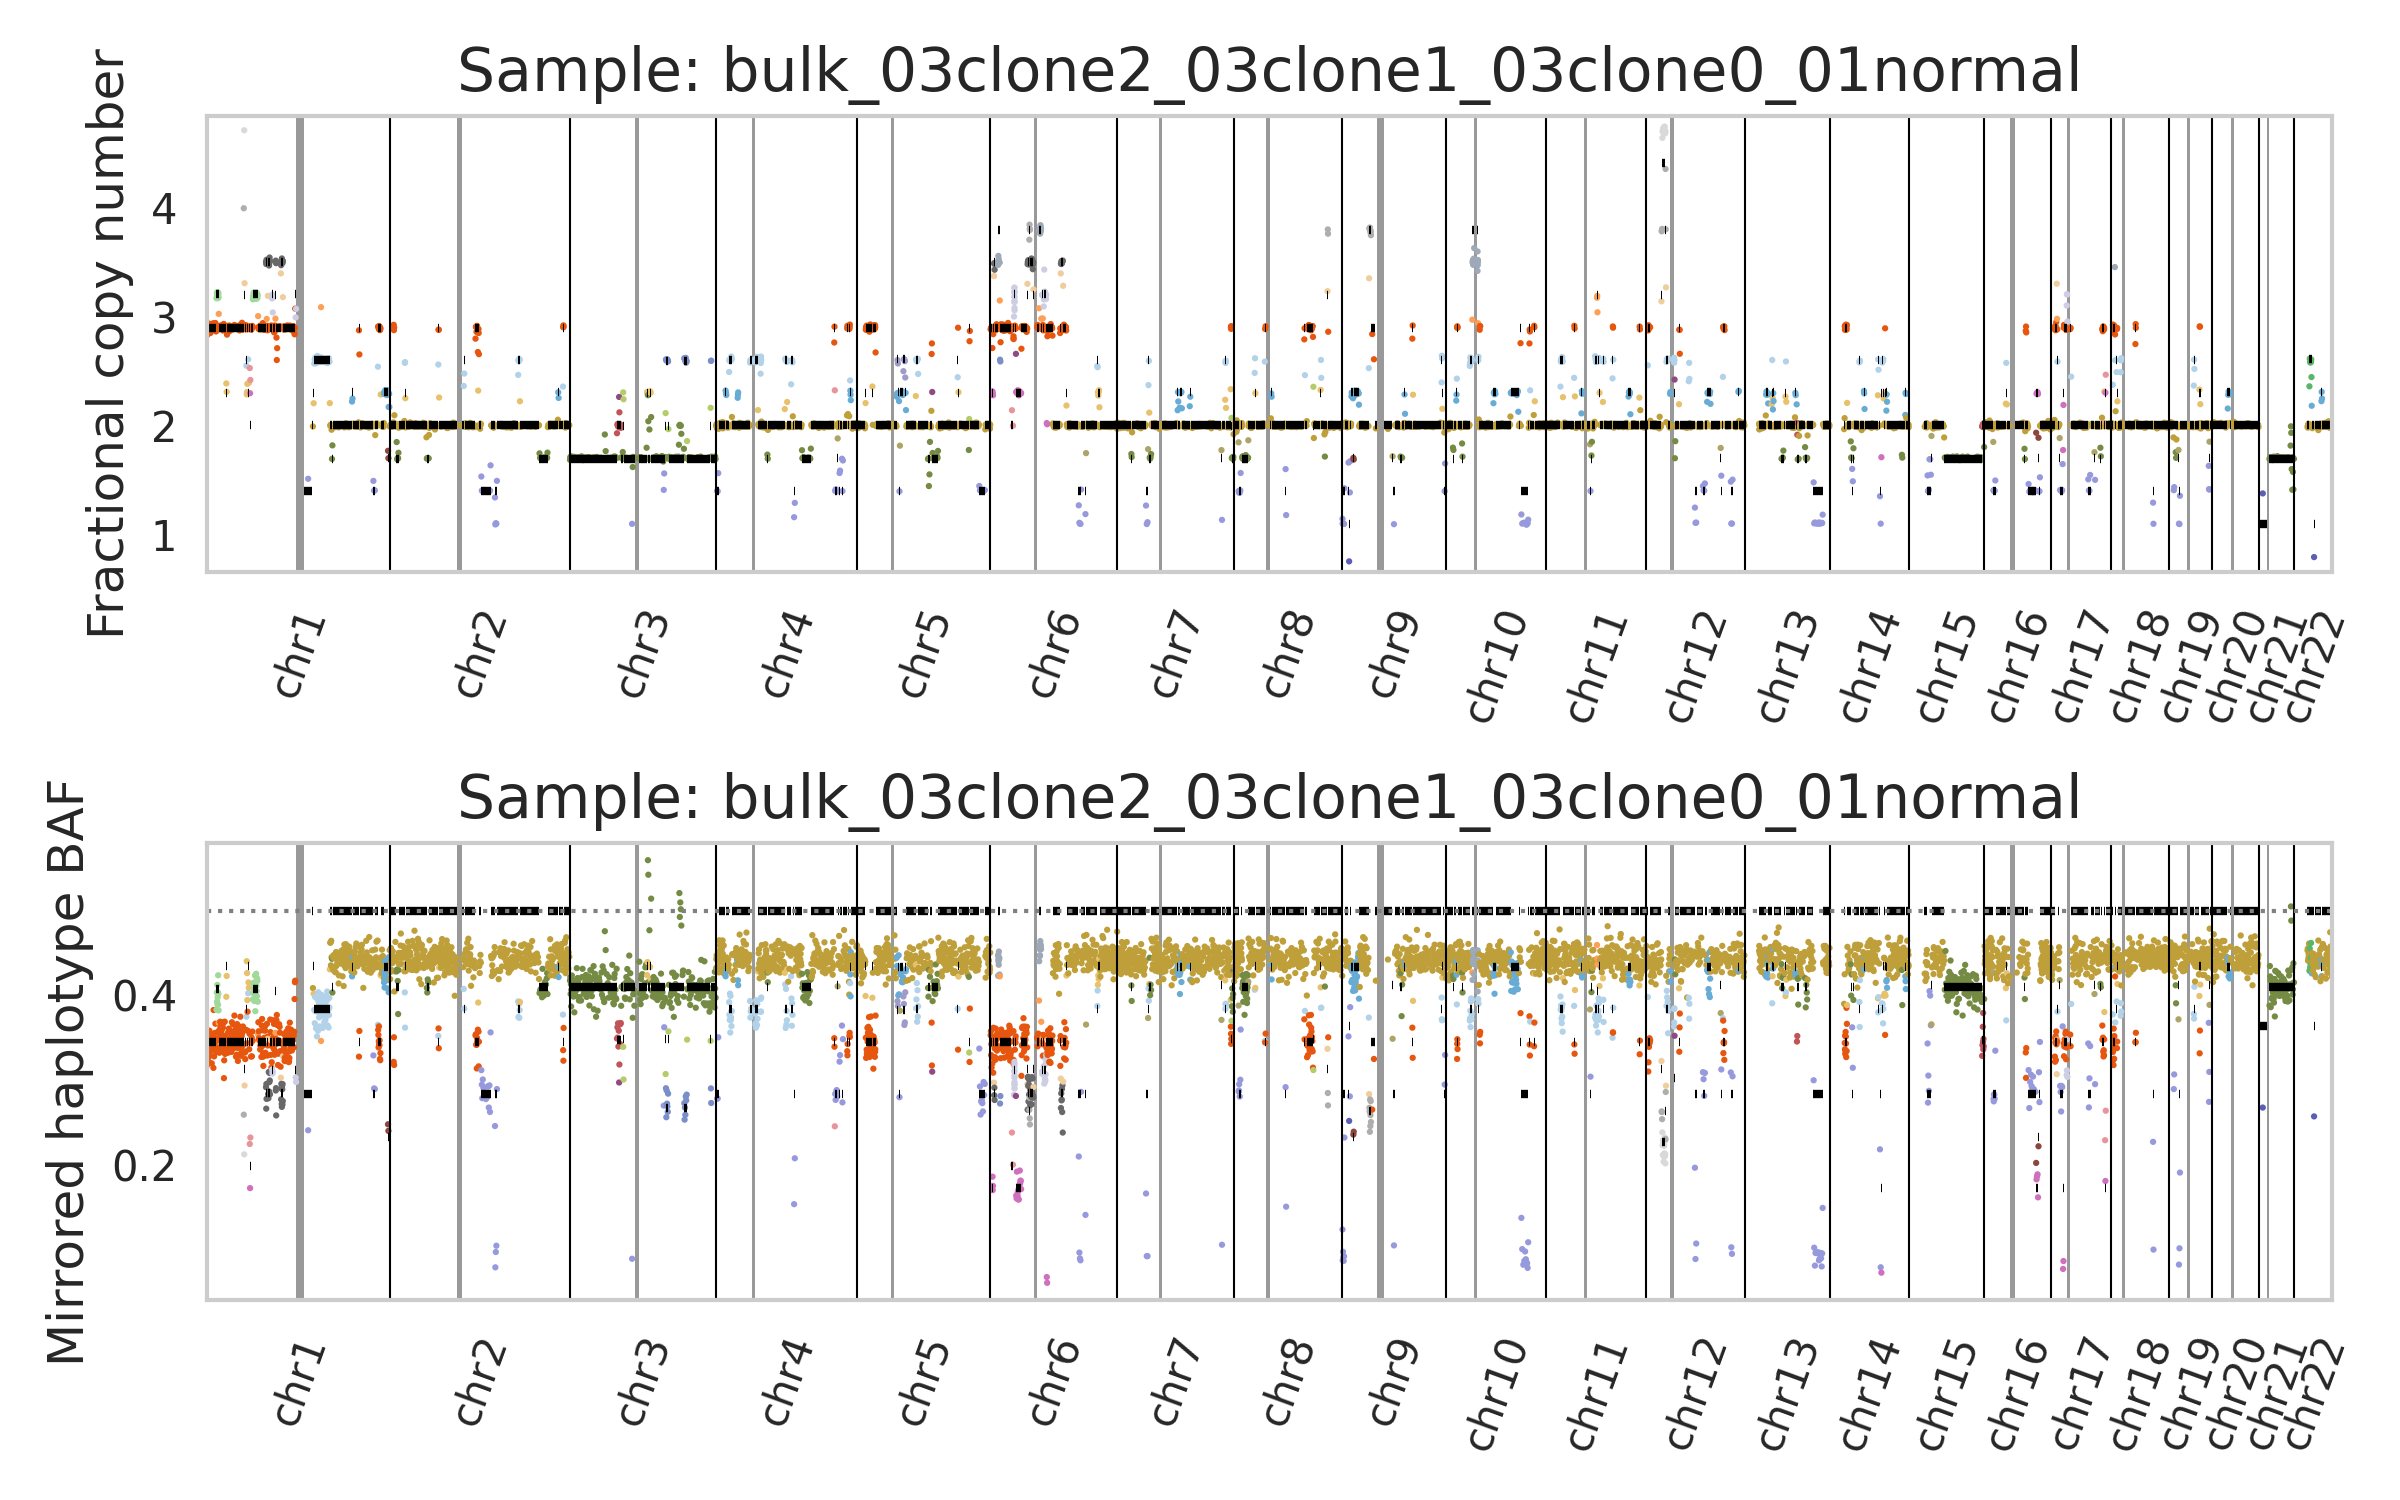 Sample: bulk_03clone2_03clone1_03clone0_01normal
Fractional copy number
4
3
2
1
chr1 chr2 chr3 chr4 chr5 chr6 chr7 chr8 chr9 chr10 chr11 chr12 chr13 chr14 chr15 chr16 chr17 chr18 chr19 chr20 chr21 chr22
Sample: bulk_03clone2_03clone1_03clone0_01normal
Mirrored haplotype BAF
0.4
0.2
chr1 chr2 chr3 chr4 chr5 chr6 chr7 chr8 chr9 chr10 chr11 chr12 chr13 chr14 chr15 chr16 chr17 chr18 chr19 chr20 chr21 chr22